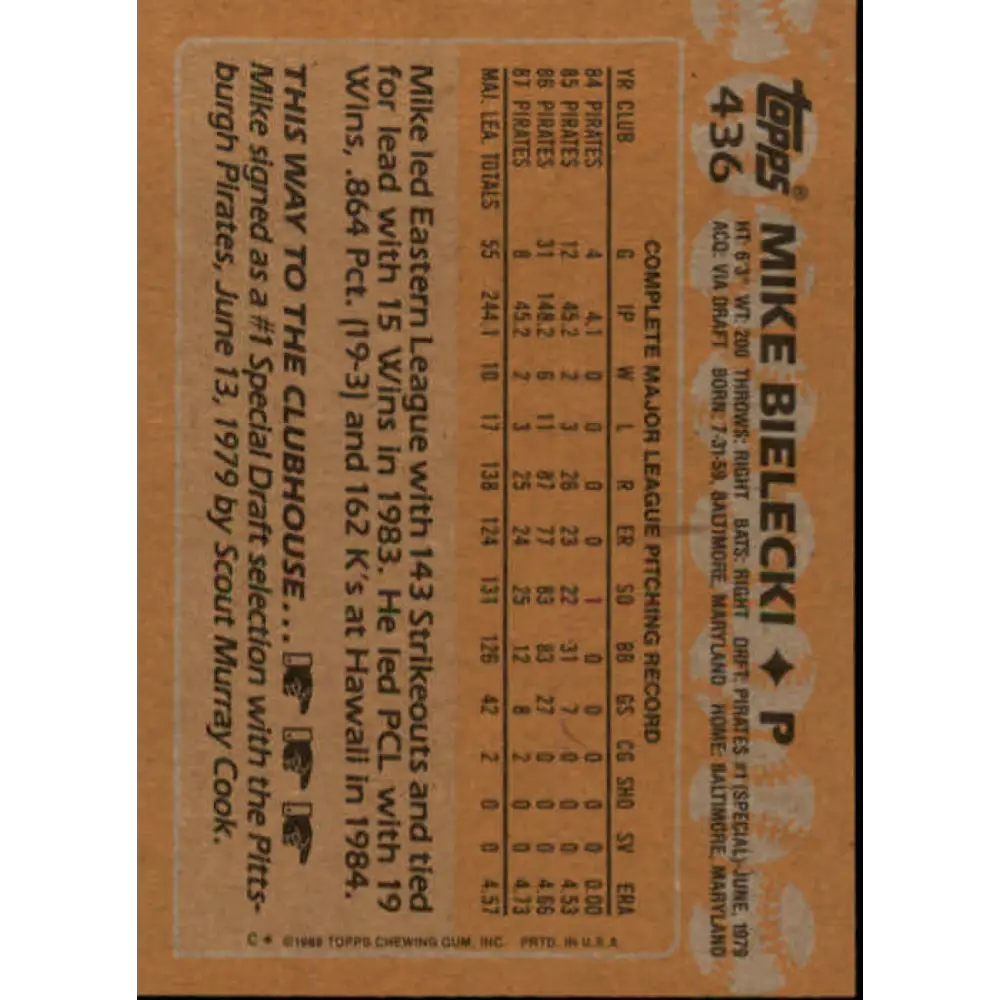 topps®
436
MIKE BIELECKI ✦ P
HT: 6'3" WT: 200 THROWS: RIGHT BATS: RIGHT DRFT: PIRATES #1 (SPECIAL)-JUNE, 1979
ACQ: VIA DRAFT BORN: 7-31-59, BALTIMORE, MARYLAND HOME: BALTIMORE, MARYLAND
COMPLETE MAJOR LEAGUE PITCHING RECORD
YR CLUB G IP W L R ER SO BB GS CG SHO SV ERA
84 PIRATES 4 4.1 0 0 0 0 1 0 0 0 0 0 0.00
85 PIRATES 12 45.2 2 3 26 23 22 31 7 0 0 0 4.53
86 PIRATES 31 148.2 6 11 87 77 83 83 27 0 0 0 4.66
87 PIRATES 8 45.2 2 3 25 24 25 12 8 2 0 0 4.73
MAJ. LEA. TOTALS 55 244.1 10 17 138 124 131 126 42 2 0 0 4.57
Mike led Eastern League with 143 Strikeouts and tied
for lead with 15 Wins in 1983. He led PCL with 19
Wins, .864 Pct. (19-3) and 162 K's at Hawaii in 1984.
THIS WAY TO THE CLUBHOUSE...
Mike signed as a #1 Special Draft selection with the Pitts-
burgh Pirates, June 13, 1979 by Scout Murray Cook.
C* ©1988 TOPPS CHEWING GUM, INC. PRTD. IN U.S.A.